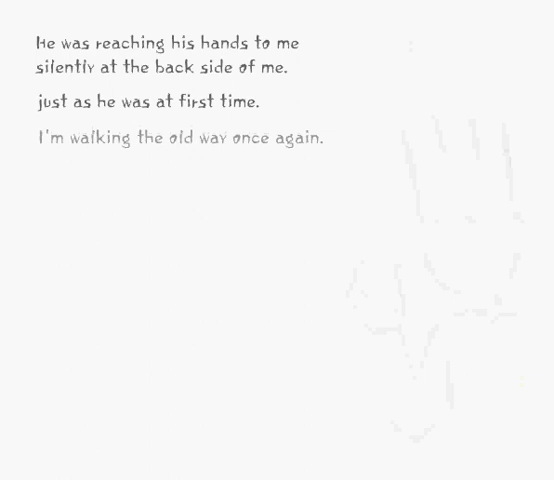 He was reaching his hands to me
silently at the back side of me.
just as he was at first time.
I'm walking the old way once again.